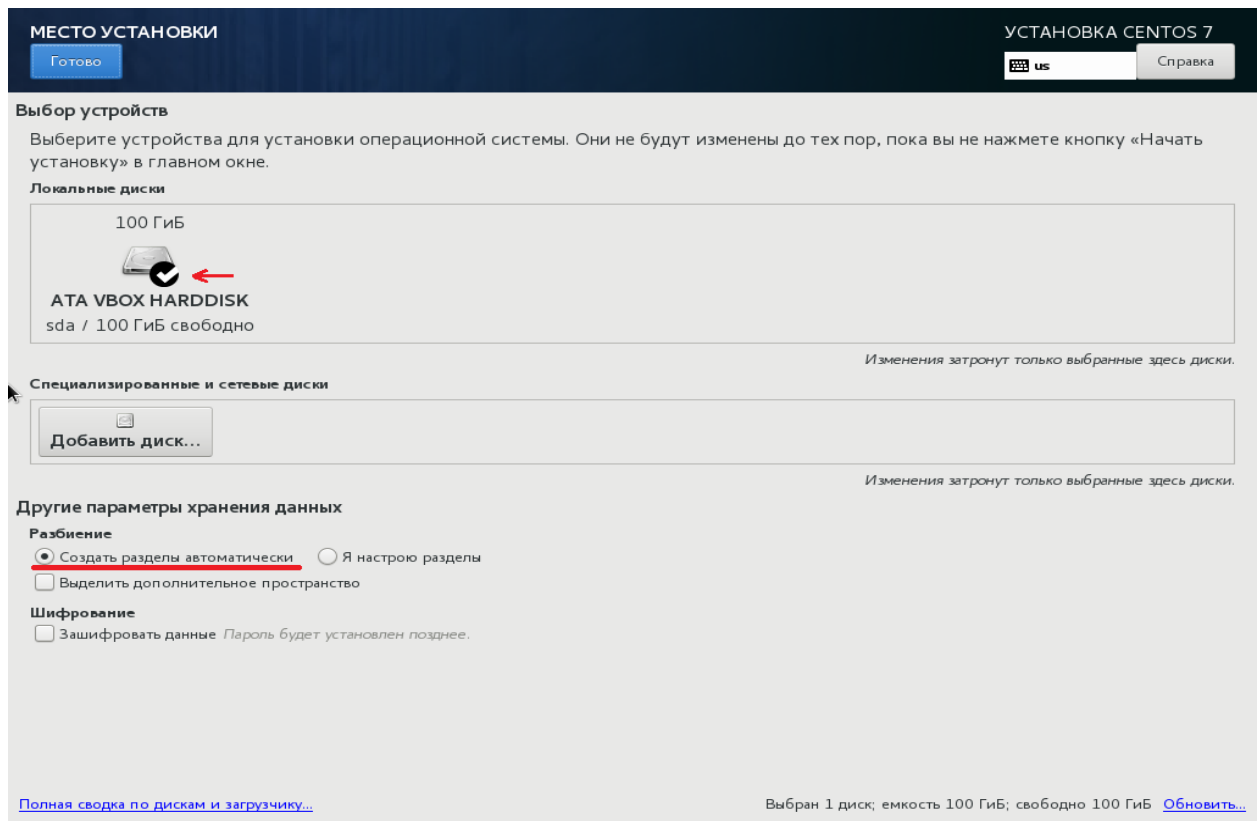 МЕСТО УСТАНОВКИ
УСТАНОВКА CENTOS 7
Готово
us
Справка
Выбор устройств
Выберите устройства для установки операционной системы. Они не будут изменены до тех пор, пока вы не нажмете кнопку «Начать
установку» в главном окне.
Локальные диски
100 ГиБ
ATA VBOX HARDDISK
sda / 100 ГиБ свободно
Изменения затронут только выбранные здесь диски.
Специализированные и сетевые диски
Добавить диск...
Изменения затронут только выбранные здесь диски.
Другие параметры хранения данных
Разбиение
Создать разделы автоматически Я настрою разделы
Выделить дополнительное пространство
Шифрование
Зашифровать данные Пароль будет установлен позднее.
Полная сводка по дискам и загрузчику...
Выбран 1 диск; емкость 100 ГиБ; свободно 100 ГиБ Обновить...